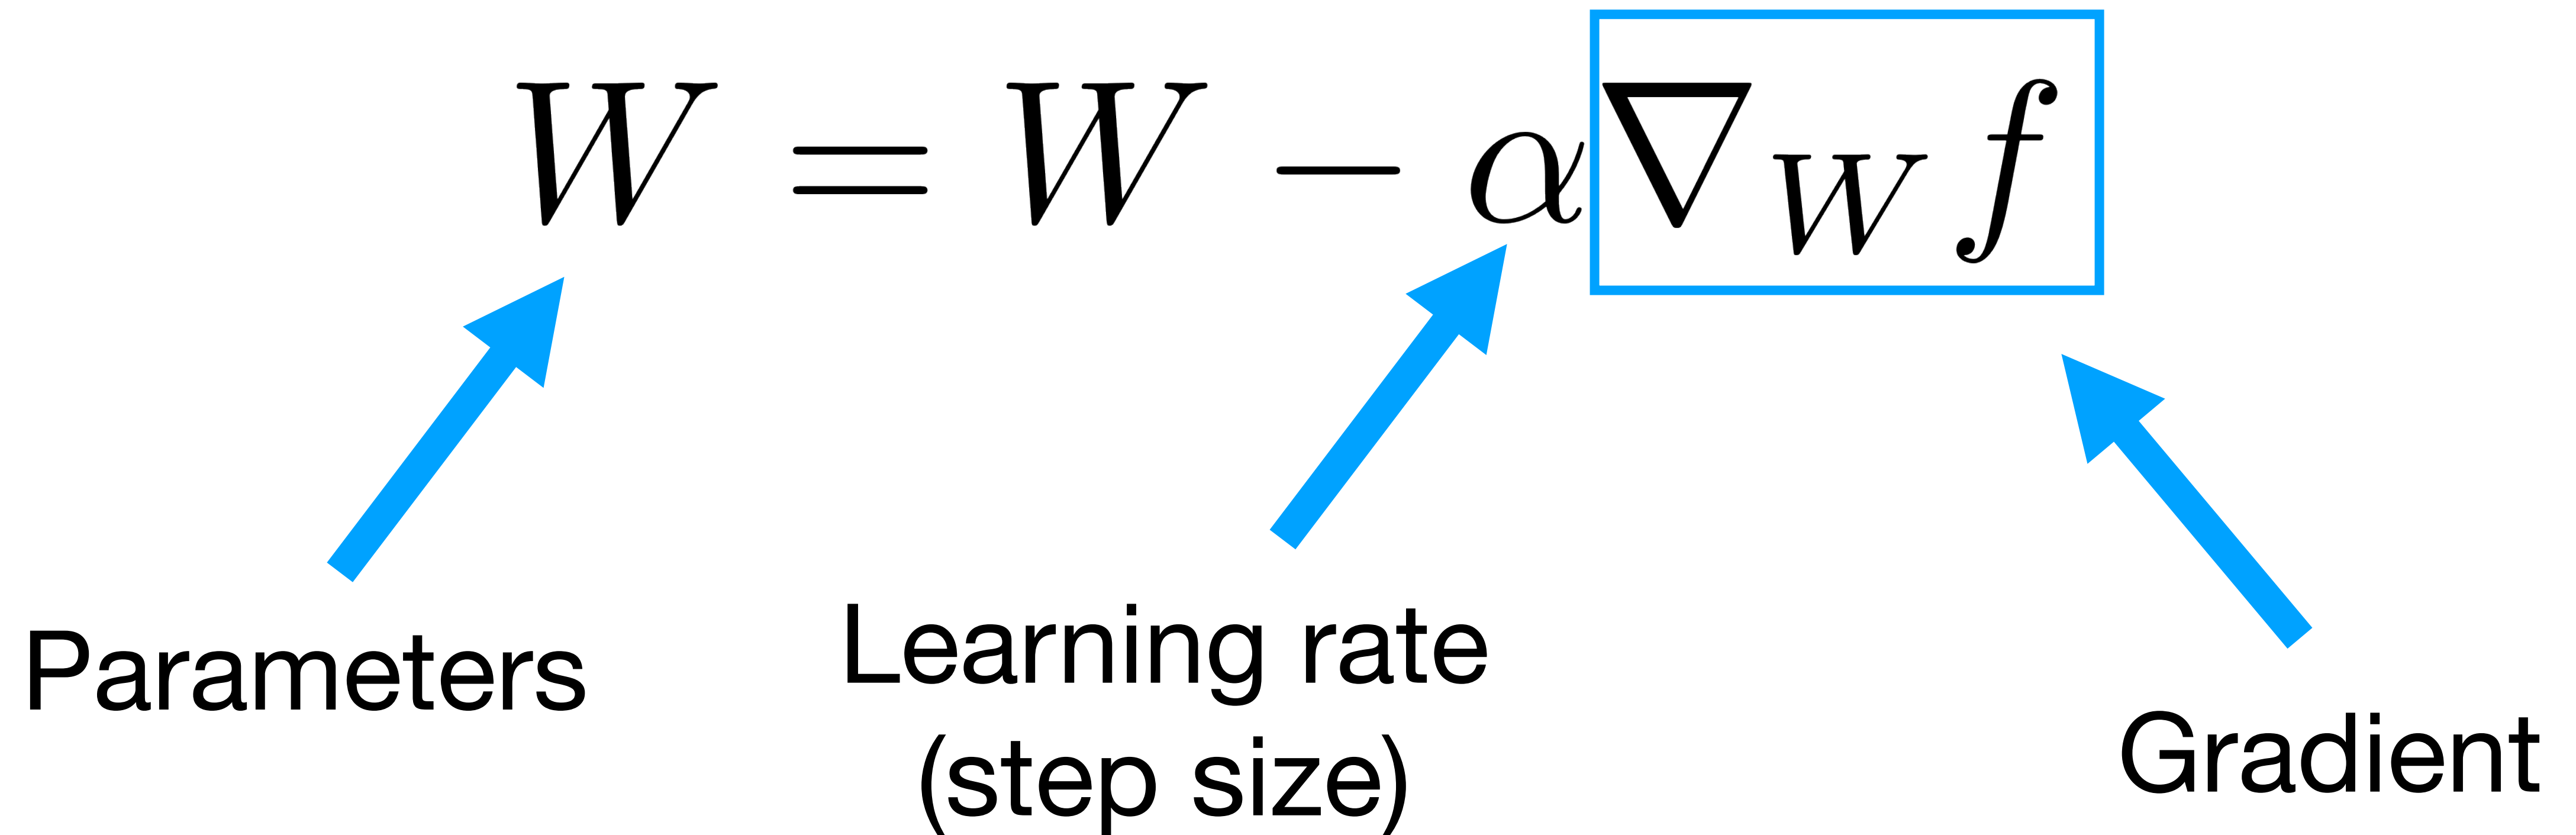 W = W − α∇_W f
Parameters
Learning rate
(step size)
Gradient